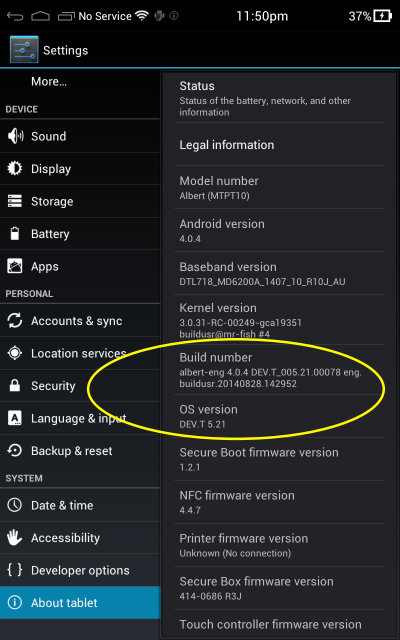 No Service 11:50pm 37%
Settings
More...
DEVICE
Sound
Display
Storage
Battery
Apps
PERSONAL
Accounts & sync
Location services
Security
Language & input
Backup & reset
SYSTEM
Date & time
Accessibility
{ } Developer options
About tablet
Status
Status of the battery, network, and other
information
Legal information
Model number
Albert (MTPT10)
Android version
4.0.4
Baseband version
DTL718_MD6200A_1407_10_R10J_AU
Kernel version
3.0.31-RC-00249-gca19351
buildusr@mr-fish #4
Build number
albert-eng 4.0.4 DEV.T_005.21.00078 eng.
buildusr.20140828.142952
OS version
DEV.T 5.21
Secure Boot firmware version
1.2.1
NFC firmware version
4.4.7
Printer firmware version
Unknown (No connection)
Secure Box firmware version
414-0686 R3J
Touch controller firmware version